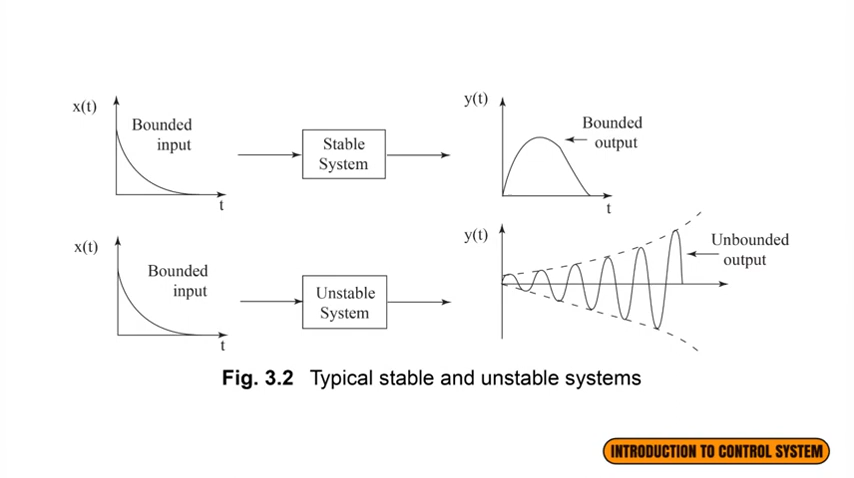 x(t)
Bounded
input
t
Stable
System
y(t)
Bounded
output
t
x(t)
Bounded
input
t
Unstable
System
y(t)
Unbounded
output
Fig. 3.2 Typical stable and unstable systems
INTRODUCTION TO CONTROL SYSTEM